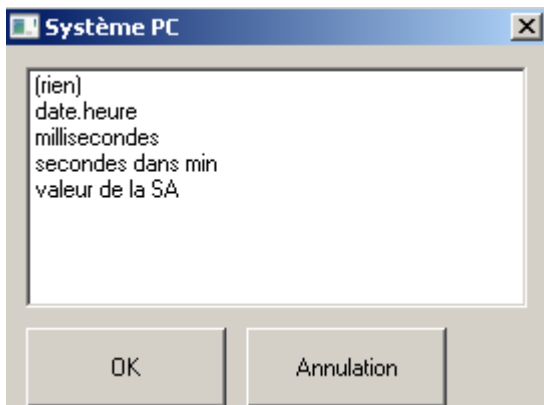 Système PC
(rien)
date.heure
millisecondes
secondes dans min
valeur de la SA
OK
Annulation